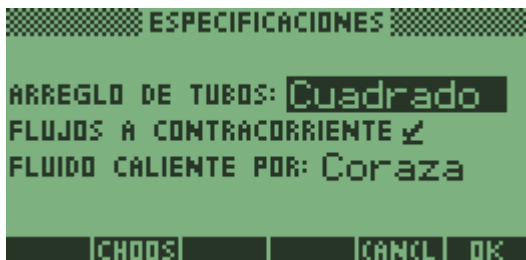 ESPECIFICACIONES
ARREGLO DE TUBOS: Cuadrado
FLUJOS A CONTRACORRIENTE ✓
FLUIDO CALIENTE POR: Coraza
CHOOS CANCL OK